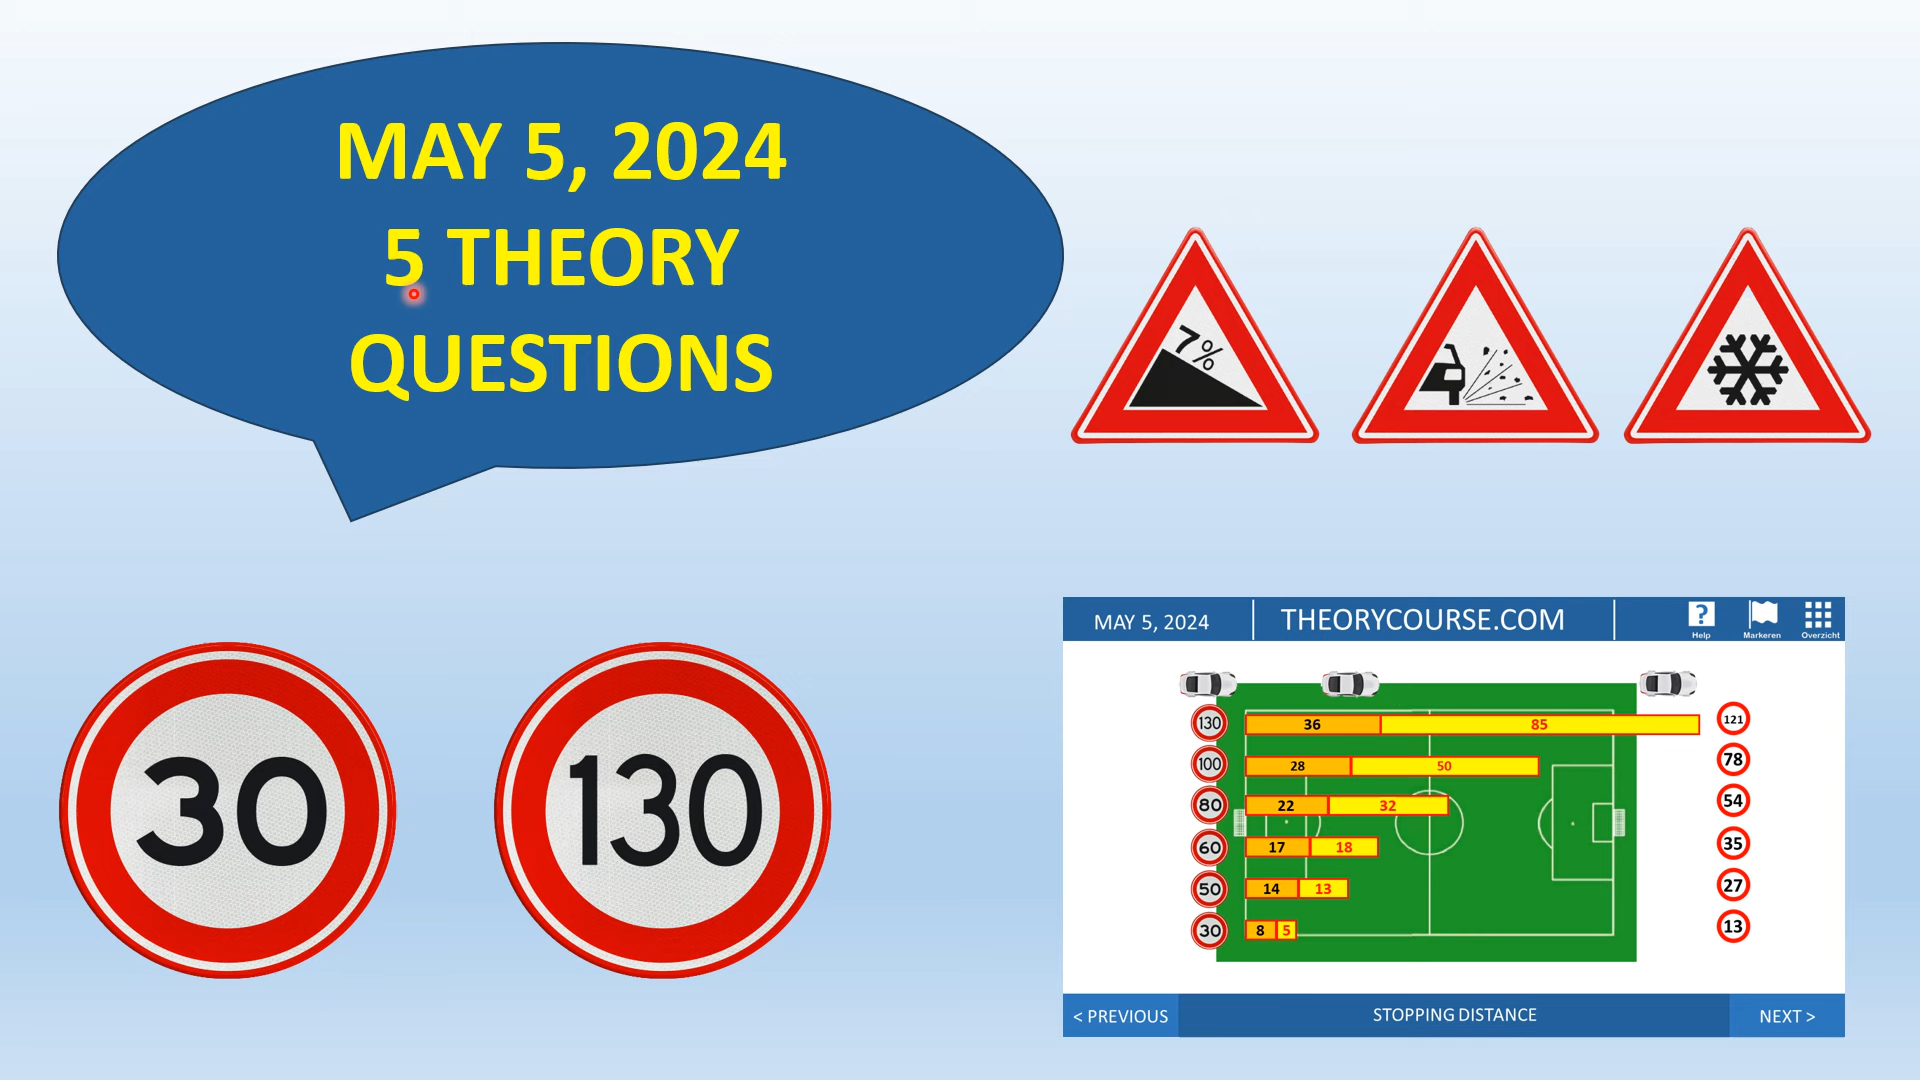 MAY 5, 2024
5 THEORY
QUESTIONS
7%
30
130
MAY 5, 2024
THEORYCOURSE.COM
?
Help
Markeren
Overzicht
130 36 85 121
100 28 50 78
80 22 32 54
60 17 18 35
50 14 13 27
30 8 5 13
< PREVIOUS
STOPPING DISTANCE
NEXT >